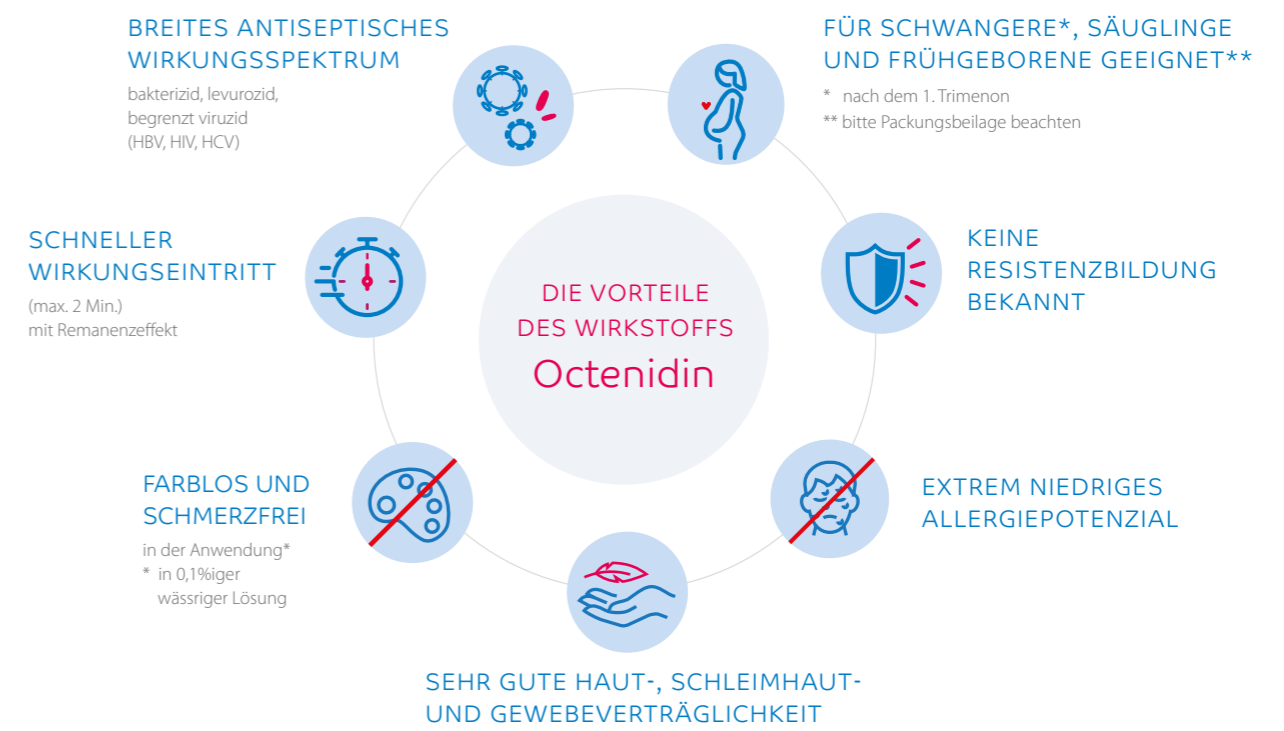 BREITES ANTISEPTISCHES
WIRKUNGSSPEKTRUM
bakterizid, levurozid,
begrenzt viruzid
(HBV, HIV, HCV)
FÜR SCHWANGERE*, SÄUGLINGE
UND FRÜHGEBORENE GEEIGNET**
* nach dem 1. Trimenon
** bitte Packungsbeilage beachten
SCHNELLER
WIRKUNGSEINTRITT
(max. 2 Min.)
mit Remanenzeffekt
KEINE
RESISTENZBILDUNG
BEKANNT
DIE VORTEILE
DES WIRKSTOFFS
Octenidin
FARBLOS UND
SCHMERZFREI
in der Anwendung*
* in 0,1%iger
wässriger Lösung
EXTREM NIEDRIGES
ALLERGIEPOTENZIAL
SEHR GUTE HAUT-, SCHLEIMHAUT-
UND GEWEBEVERTRÄGLICHKEIT